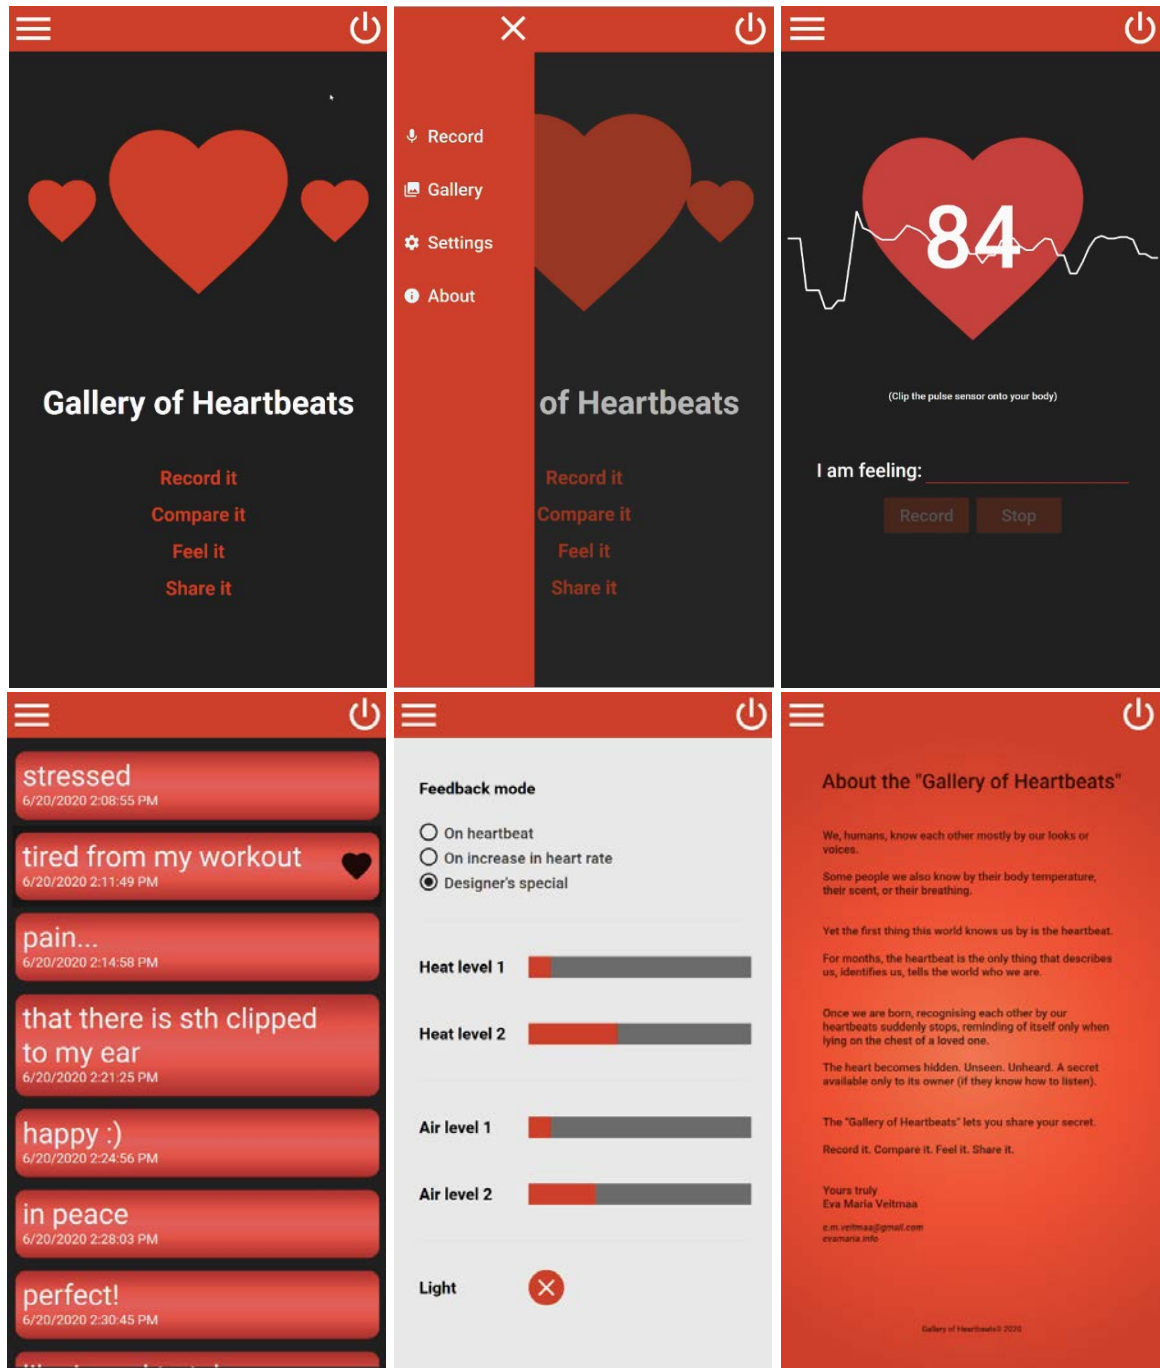 Gallery of Heartbeats
Record it
Compare it
Feel it
Share it
Record
Gallery
Settings
About
of Heartbeats
Record it
Compare it
Feel it
Share it
84
(Clip the pulse sensor onto your body)
I am feeling:
Record
Stop
stressed
6/20/2020 2:08:55 PM
tired from my workout
6/20/2020 2:11:49 PM
pain...
6/20/2020 2:14:58 PM
that there is sth clipped
to my ear
6/20/2020 2:21:25 PM
happy :)
6/20/2020 2:24:56 PM
in peace
6/20/2020 2:28:03 PM
perfect!
6/20/2020 2:30:45 PM
Feedback mode
On heartbeat
On increase in heart rate
Designer's special
Heat level 1
Heat level 2
Air level 1
Air level 2
Light
About the "Gallery of Heartbeats"
We, humans, know each other mostly by our looks or
voices.
Some people we also know by their body temperature,
their scent, or their breathing.
Yet the first thing this world knows us by is the heartbeat.
For months, the heartbeat is the only thing that describes
us, identifies us, tells the world who we are.
Once we are born, recognising each other by our
heartbeats suddenly stops, reminding of itself only when
lying on the chest of a loved one.
The heart becomes hidden. Unseen. Unheard. A secret
available only to its owner (if they know how to listen).
The "Gallery of Heartbeats" lets you share your secret.
Record it. Compare it. Feel it. Share it.
Yours truly
Eva Maria Veitmaa
e.m.veitmaa@gmail.com
evamaria.info
Gallery of Heartbeats© 2020